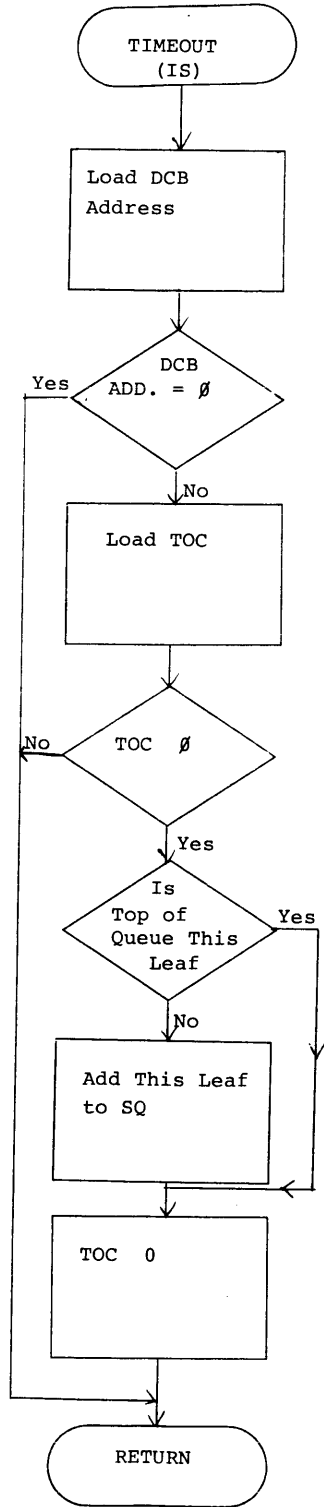 TIMEOUT
(IS)
Load DCB
Address
DCB
ADD. = Ø
Yes
No
Load TOC
TOC Ø
No
Yes
Is
Top of
Queue This
Leaf
Yes
No
Add This Leaf
to SQ
TOC 0
RETURN